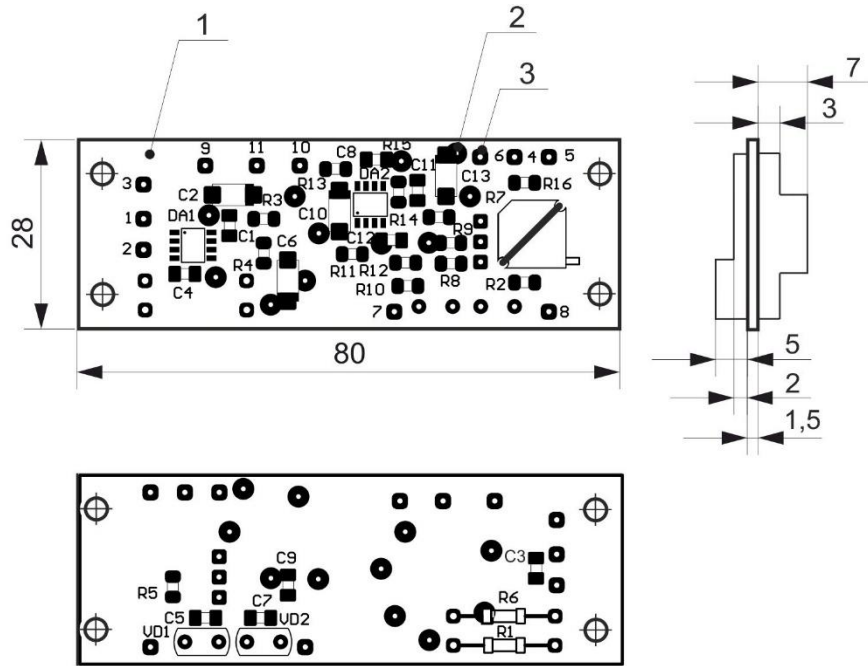 1
2
3
7
3
28
80
5
2
1,5
9
11
10
3
1
2
C2
DA1
C1
R3
C4
R4
C6
R13
C10
C8
R15
DA2
C11
C13
R14
C12
R11
R12
R10
R9
R8
R7
6
4
5
R16
R2
7
8
R5
C5
VD1
C9
C7
VD2
C3
R6
R1